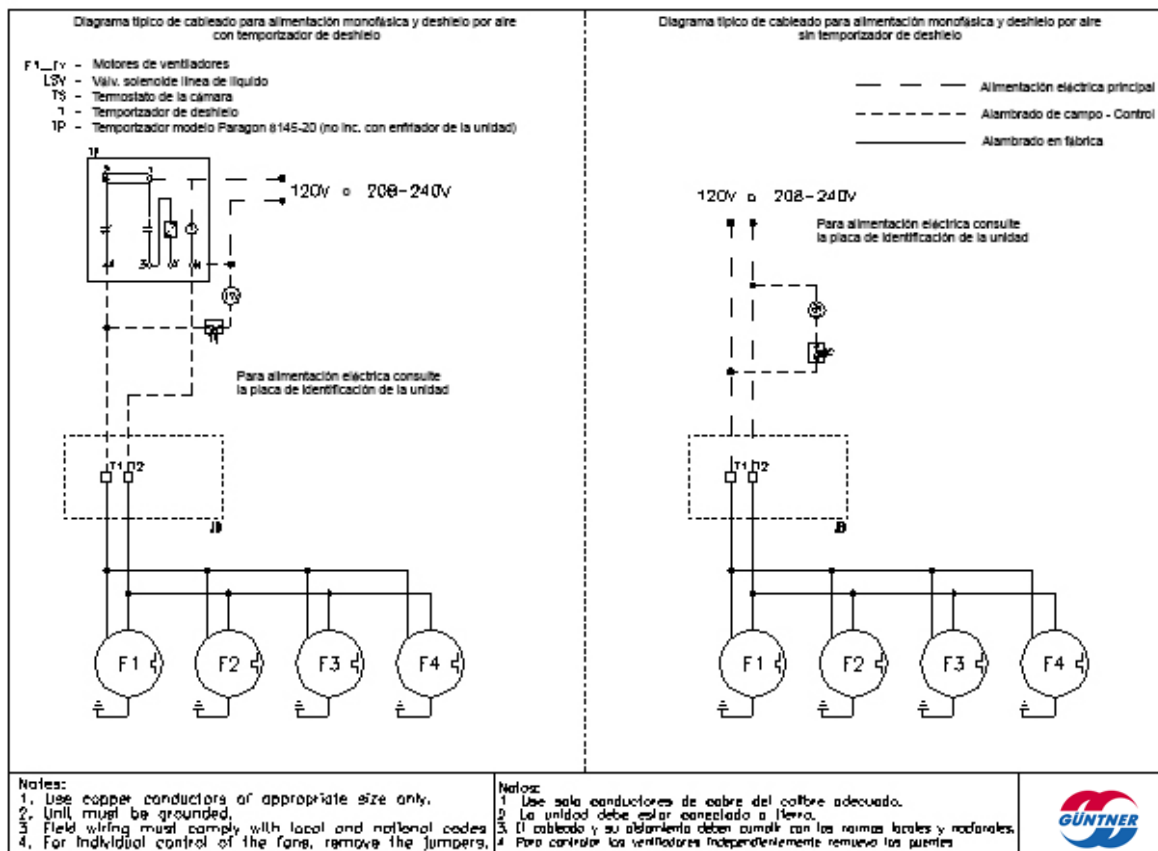 Diagrama típico de cableado para alimentación monofásica y deshielo por aire
con temporizador de deshielo
F1__Fx - Motores de ventiladores
LSV - Válv. solenoide línea de líquido
TS - Termostato de la cámara
T - Temporizador de deshielo
TP - Temporizador modelo Paragon 8145-20 (no inc. con enfriador de la unidad)
120V o 208-240V
Para alimentación eléctrica consulte
la placa de identificación de la unidad
T1 T2
JB
F1 F2 F3 F4
Diagrama típico de cableado para alimentación monofásica y deshielo por aire
sin temporizador de deshielo
Alimentación eléctrica principal
Alambrado de campo - Control
Alambrado en fábrica
120V o 208-240V
Para alimentación eléctrica consulte
la placa de identificación de la unidad
T1 T2
JB
F1 F2 F3 F4
Notes:
1. Use copper conductors of appropriate size only.
2. Unit must be grounded.
3 Field wiring must comply with local and national codes
4. For individual control of the fans, remove the jumpers.
Notas:
1 Use solo conductores de cobre del calibre adecuado.
2 La unidad debe estar conectado a tierra.
3. El cableado y su aislamiento deben cumplir con las normas locales y nacionales.
4 Para controlar los ventiladores independientemente remueva los puentes
GÜNTNER